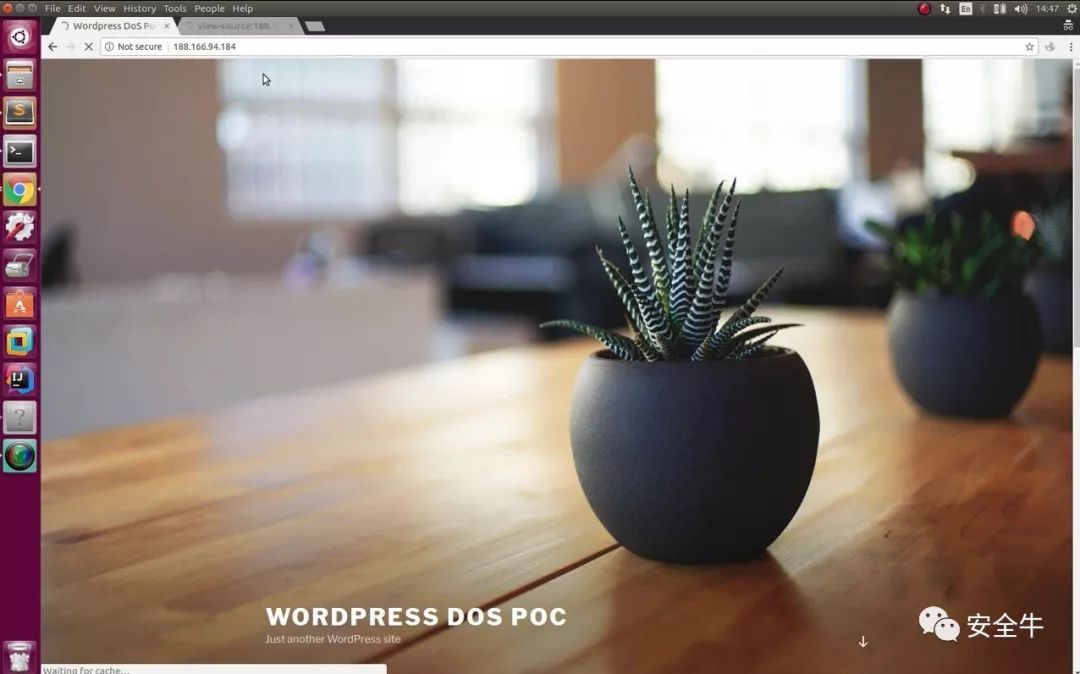 File Edit View History Tools People Help
En
14:47
Wordpress DoS Po
view-source:188.
Not secure
188.166.94.184
WORDPRESS DOS POC
Just another WordPress site
安全牛
Waiting for cache...